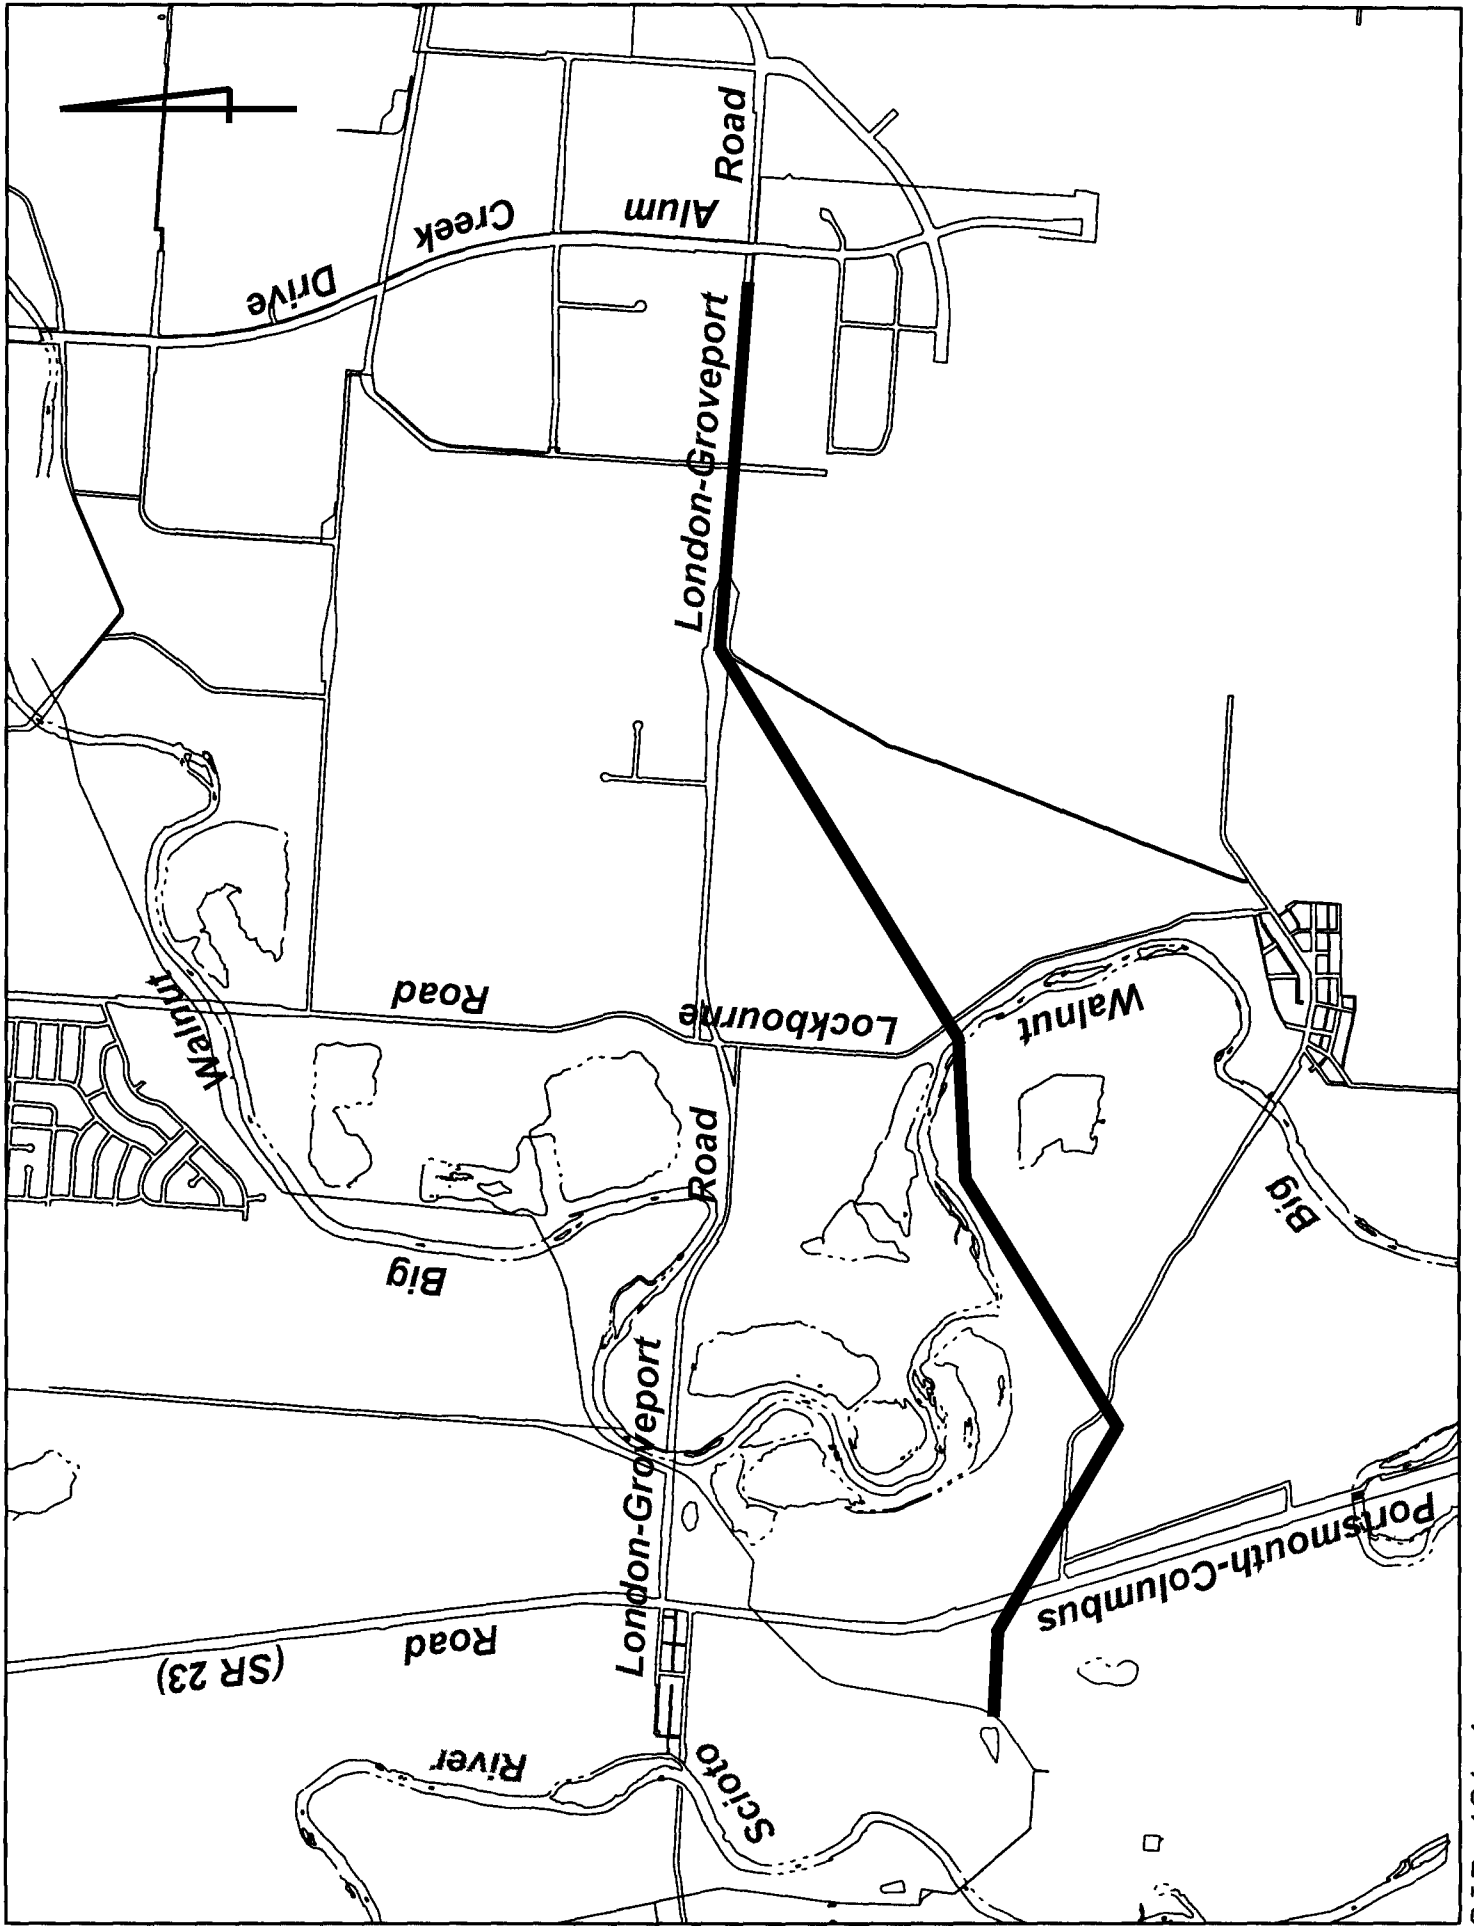 Road
Alum
Creek
Drive
London-Groveport
Walnut
Road
Lockbourne
Walnut
Road
Big
Big
London-Groveport
Portsmouth-Columbus
Road
(SR 23)
River
Scioto